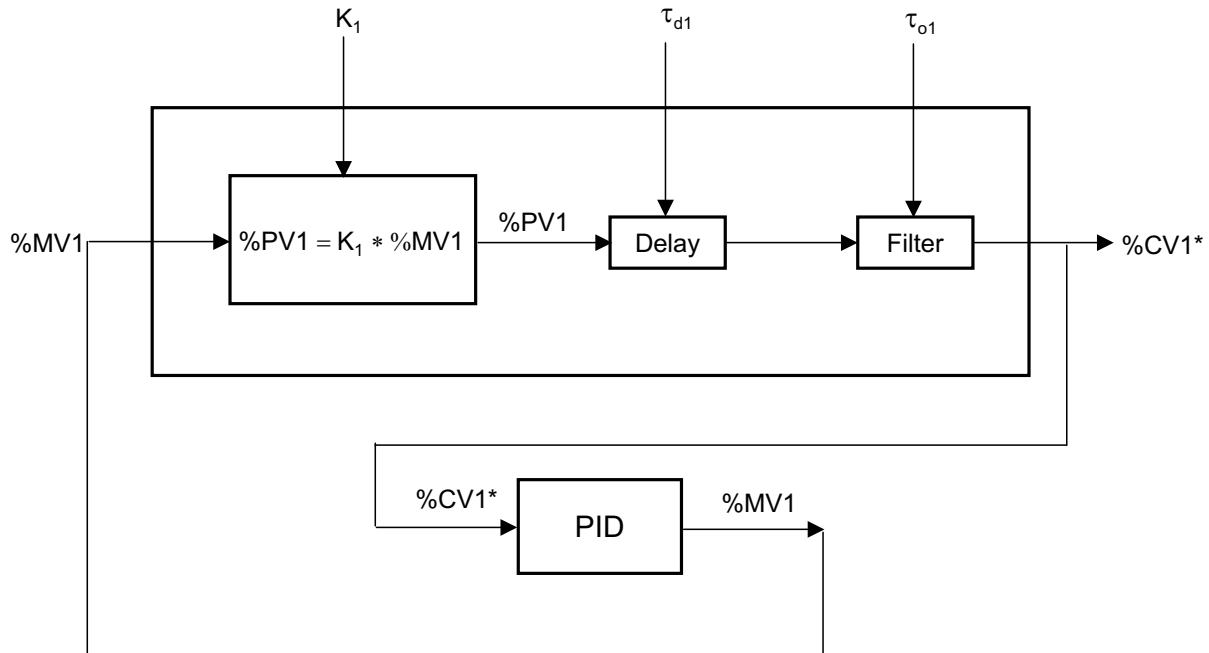 K₁
τd1
τo1
%MV1
%PV1 = K₁ * %MV1
%PV1
Delay
Filter
%CV1*
%CV1*
PID
%MV1